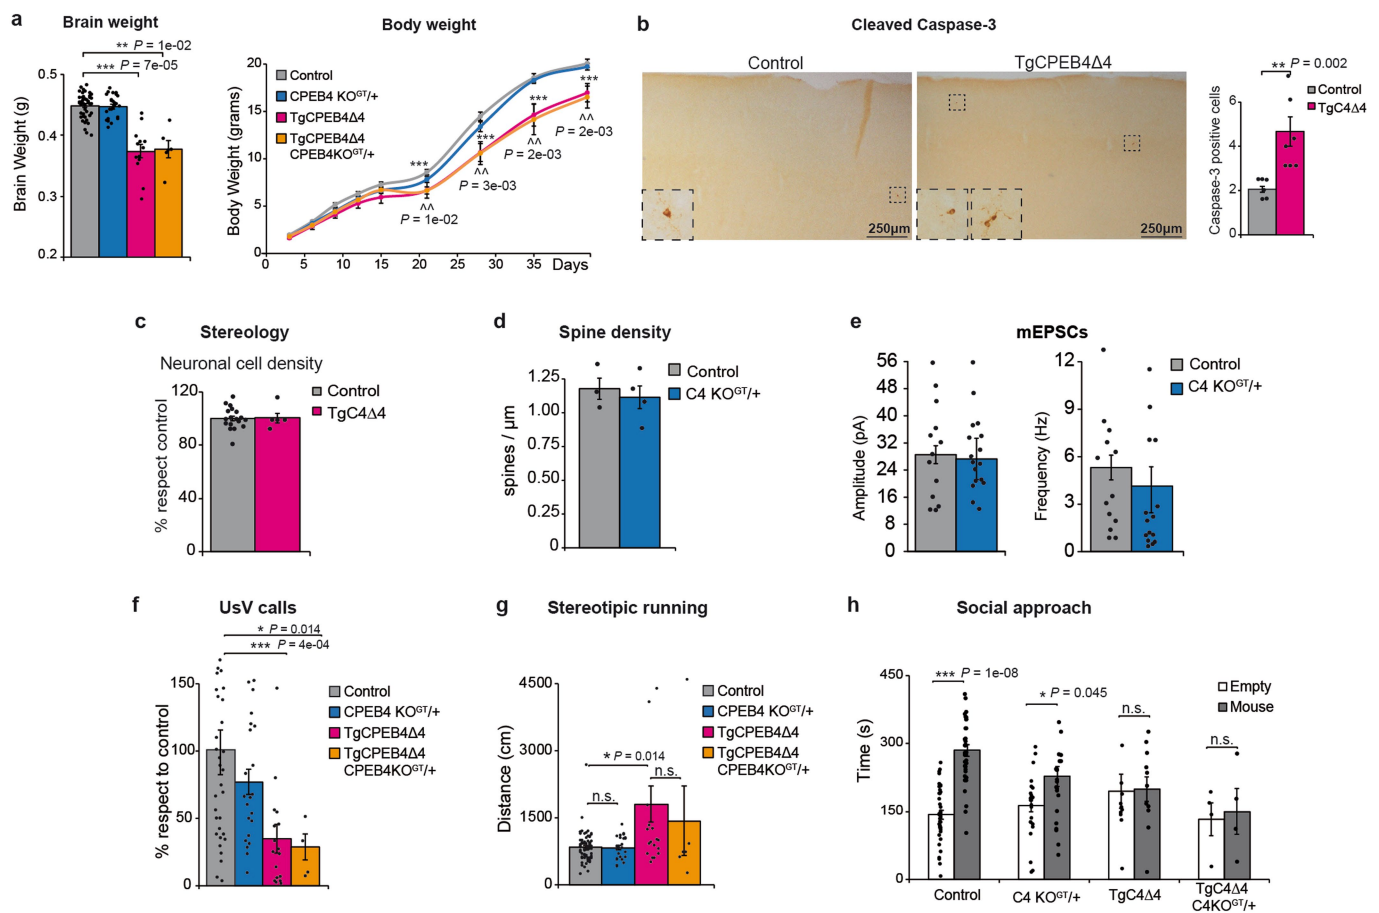 a
Brain weight
** P = 1e-02
*** P = 7e-05
0.5
0.4
0.3
0.2
Brain Weight (g)
Body weight
20
15
10
5
0
Body Weight (grams)
Control
CPEB4 KOGT/+
TgCPEB4Δ4
TgCPEB4Δ4
CPEB4KOGT/+
***
^^
P = 1e-02
***
^^
P = 3e-03
***
^^
P = 2e-03
***
^^
P = 2e-03
0 5 10 15 20 25 30 35 Days
b
Cleaved Caspase-3
Control
TgCPEB4Δ4
250µm
250µm
** P = 0.002
Control
TgC4Δ4
6
4
2
0
Caspase-3 positive cells
c
Stereology
Neuronal cell density
120
80
40
0
% respect control
Control
TgC4Δ4
d
Spine density
1.25
1.00
0.75
0.50
0.25
0
spines / µm
Control
C4 KOGT/+
e
mEPSCs
56
48
40
32
24
16
8
0
Amplitude (pA)
12
9
6
3
0
Frequency (Hz)
Control
C4 KOGT/+
f
UsV calls
* P = 0.014
*** P = 4e-04
150
100
50
0
% respect to control
Control
CPEB4 KOGT/+
TgCPEB4Δ4
TgCPEB4Δ4
CPEB4KOGT/+
g
Stereotipic running
4500
3000
1500
0
Distance (cm)
* P = 0.014
n.s.
n.s.
Control
CPEB4 KOGT/+
TgCPEB4Δ4
TgCPEB4Δ4
CPEB4KOGT/+
h
Social approach
450
300
150
0
Time (s)
*** P = 1e-08
* P = 0.045
n.s.
n.s.
Empty
Mouse
Control
C4 KOGT/+
TgC4Δ4
TgC4Δ4
C4KOGT/+